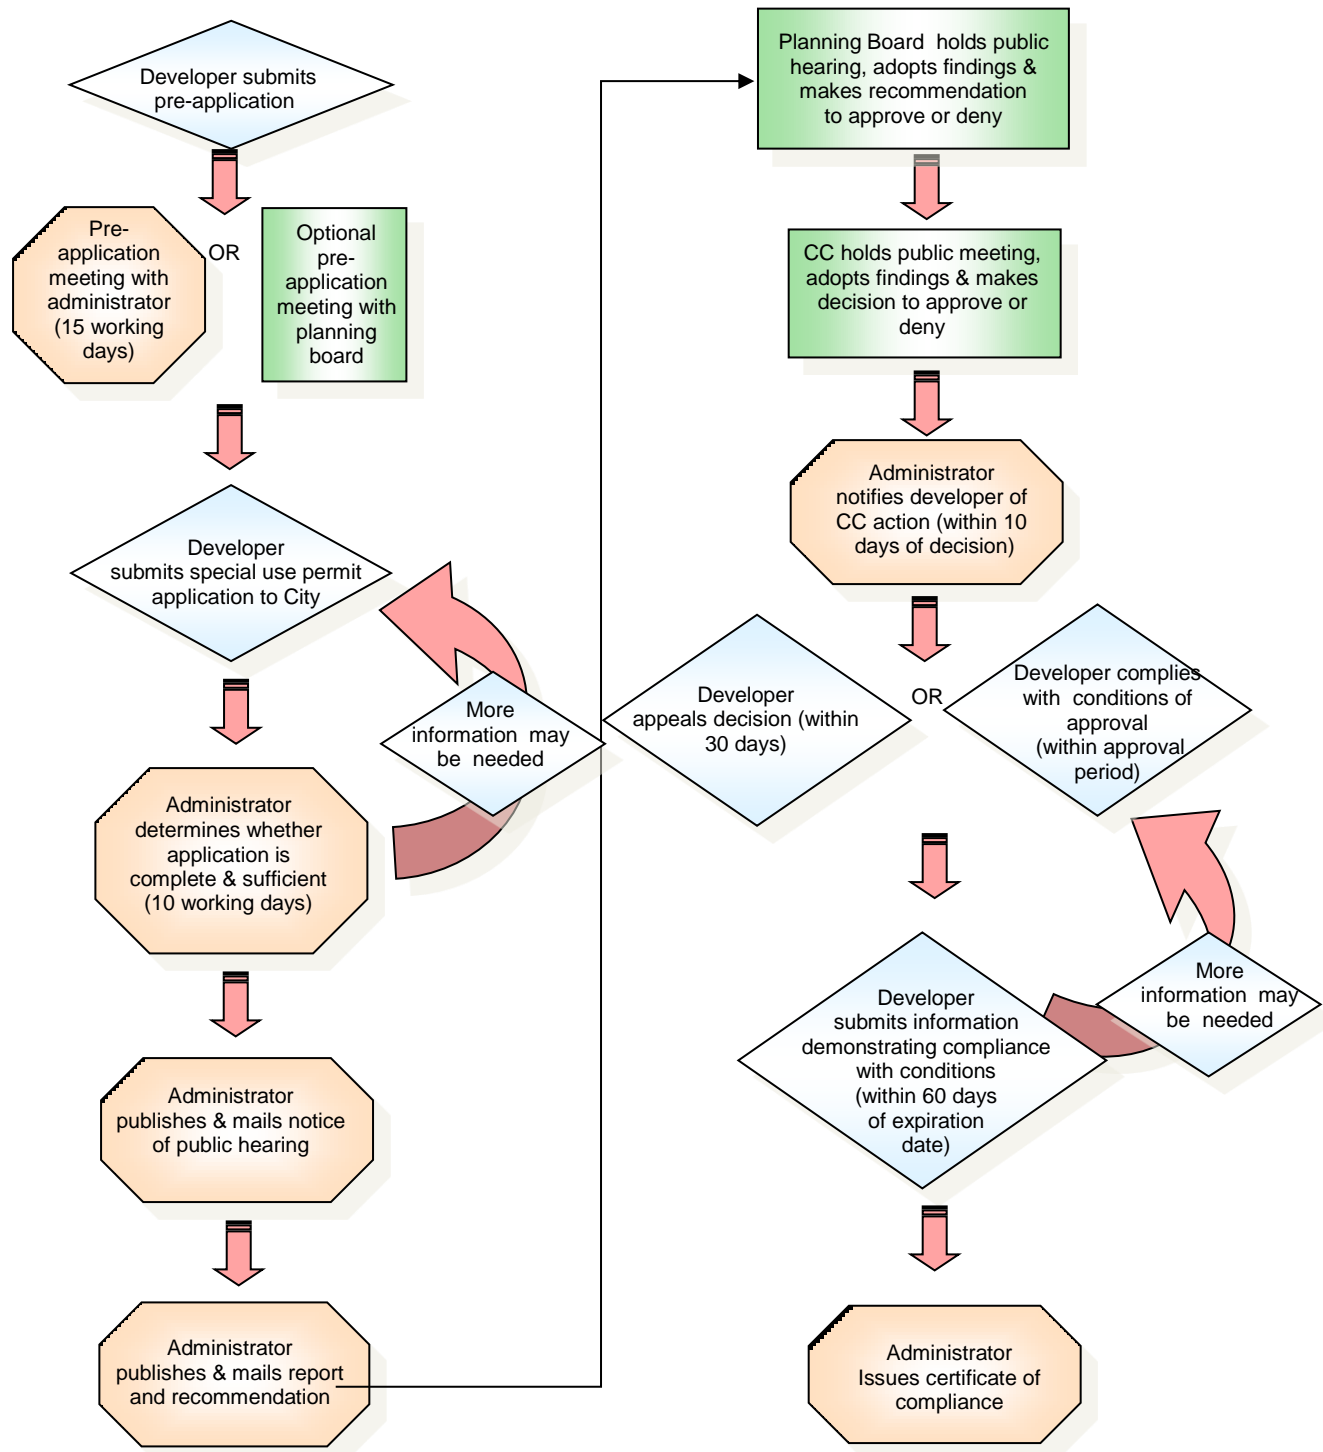 Developer submits
pre-application
Pre-
application
meeting with
administrator
(15 working
days)
OR
Optional
pre-
application
meeting with
planning
board
Developer
submits special use permit
application to City
More
information may
be needed
Administrator
determines whether
application is
complete & sufficient
(10 working days)
Administrator
publishes & mails notice
of public hearing
Administrator
publishes & mails report
and recommendation
Planning Board holds public
hearing, adopts findings &
makes recommendation
to approve or deny
CC holds public meeting,
adopts findings & makes
decision to approve or
deny
Administrator
notifies developer of
CC action (within 10
days of decision)
Developer
appeals decision (within
30 days)
OR
Developer complies
with conditions of
approval
(within approval
period)
Developer
submits information
demonstrating compliance
with conditions
(within 60 days
of expiration
date)
More
information may
be needed
Administrator
Issues certificate of
compliance